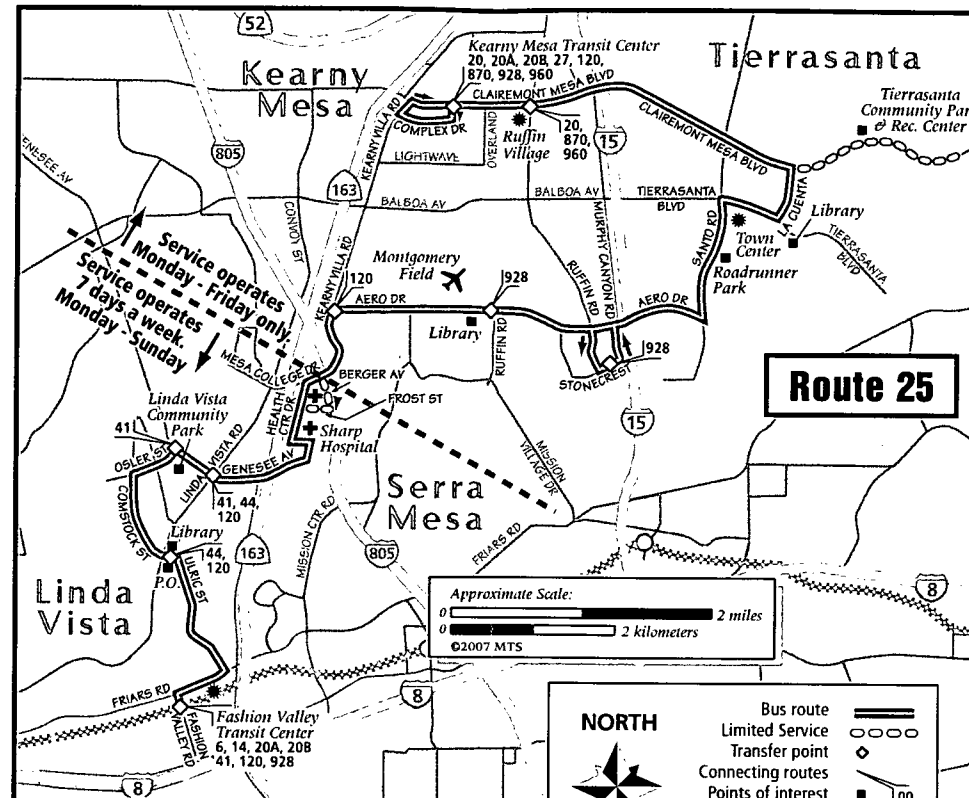 52
Kearny
Mesa
Kearny Mesa Transit Center
20, 20A, 20B, 27, 120,
870, 928, 960
Tierrasanta
Tierrasanta
Community Par
& Rec. Center
CLAIREMONT MESA BLVD
KEARNY VILLA RD
COMPLEX DR
LIGHTWAVE
OVERLAND
Ruffin
Village
20,
870,
960
15
CLAIREMONT MESA BLVD
ENESEE AV
805
163
CONVOY ST
BALBOA AV
BALBOA AV
TIERRASANTA
BLVD
LA CUENTA
Library
Town
Center
TIERRASANTA
BLVD
SANTO RD
Roadrunner
Park
Service operates
Monday - Friday only.
Service operates
7 days a week.
Monday - Sunday
KEARNY VILLA RD
120
AERO DR
Montgomery
Field
928
Library
RUFFIN RD
RUFFIN RD
MURPHY CANYON RD
AERO DR
928
STONECREST
Route 25
MESA COLLEGE DR
BERGER AV
FROST ST
HEALTH
CTR DR
Sharp
Hospital
Linda Vista
Community
Park
41
OSLER ST
LINDA VISTA RD
GENESEE AV
41, 44,
120
COMSTOCK ST
Library
P.O.
44,
120
ULRIC ST
163
MISSION CTR RD
805
Serra
Mesa
MISSION
VILLAGE DR
15
FRIARS RD
Linda
Vista
Approximate Scale:
0 2 miles
0 2 kilometers
©2007 MTS
8
8
FRIARS RD
FASHION
VALLEY RD
Fashion Valley
Transit Center
6, 14, 20A, 20B
41, 120, 928
8
NORTH
Bus route
Limited Service
Transfer point
Connecting routes
Points of interest